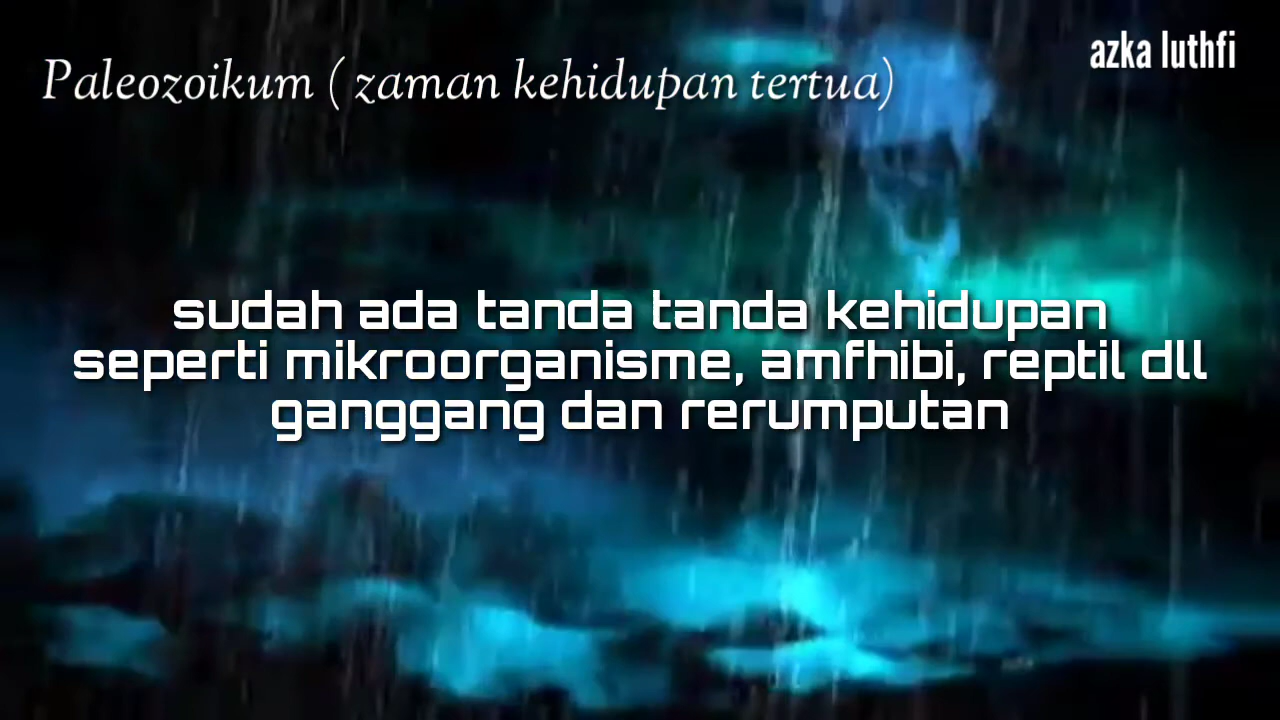 Paleozoikum ( zaman kehidupan tertua)
azka luthfi
sudah ada tanda tanda kehidupan
seperti mikroorganisme, amfhibi, reptil dll
ganggang dan rerumputan